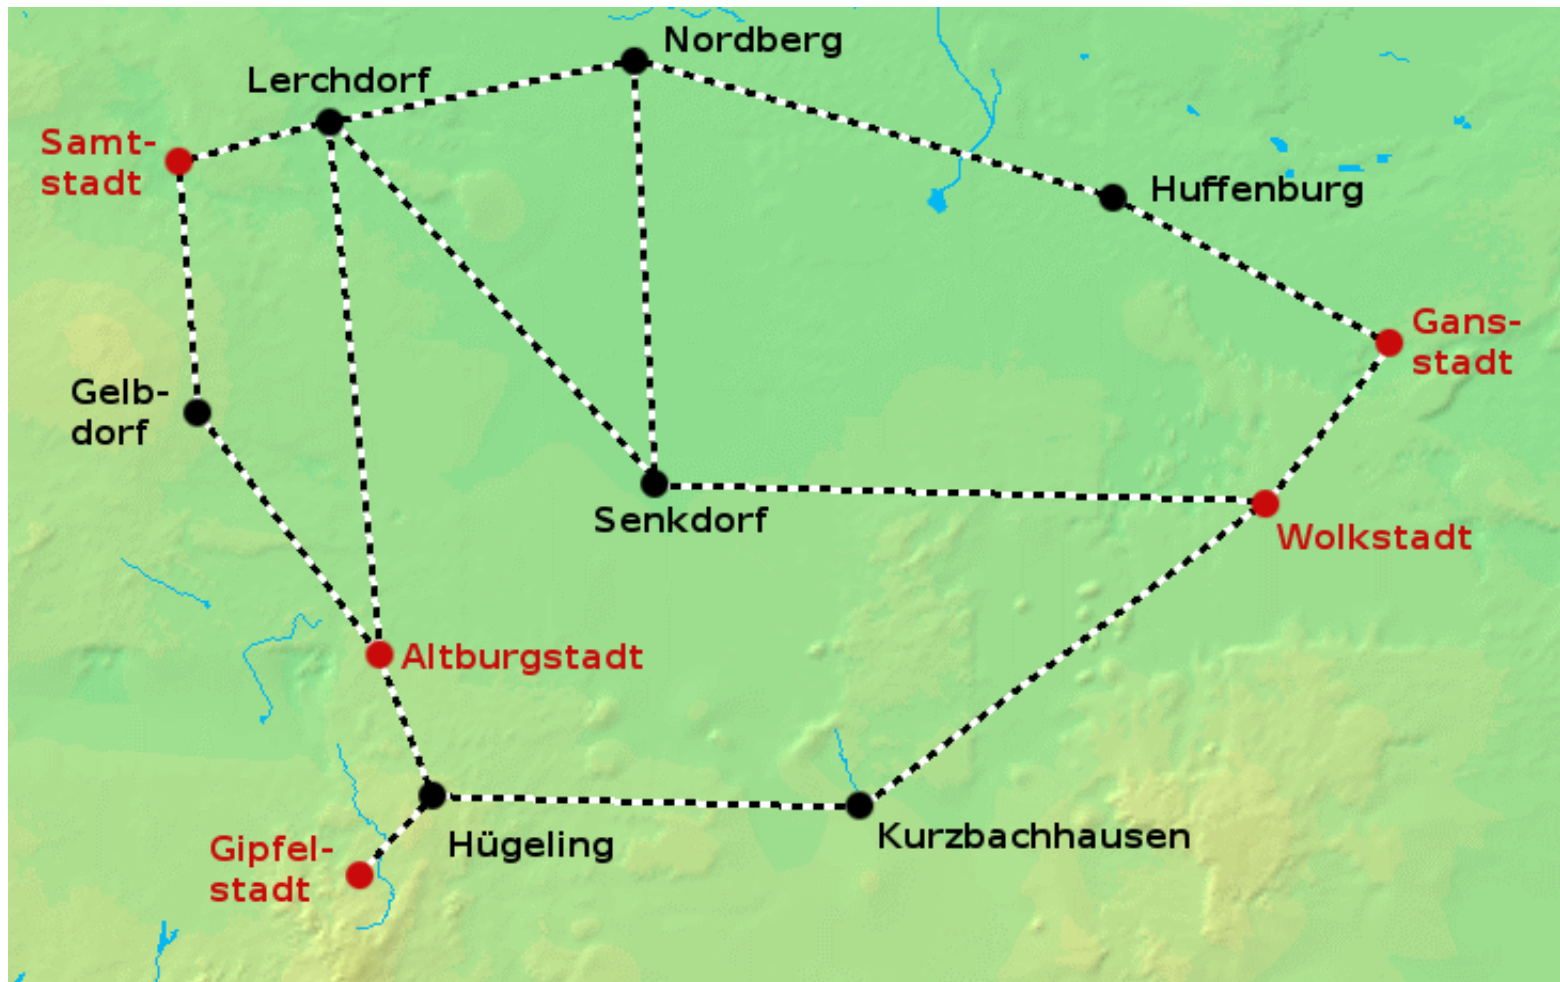 Nordberg
Lerchdorf
Samt-
stadt
Huffenburg
Gans-
stadt
Gelb-
dorf
Senkdorf
Wolkstadt
Altburgstadt
Hügeling
Kurzbachhausen
Gipfel-
stadt